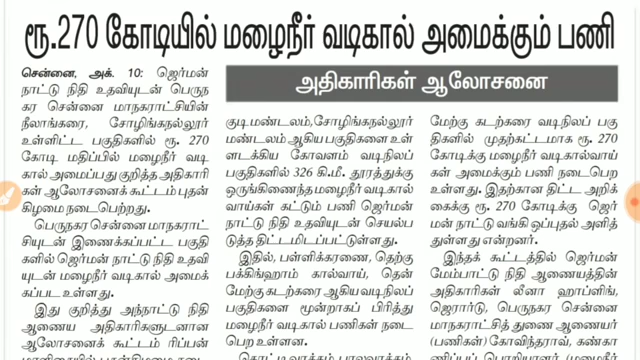 ரூ.270 கோடியில் மழைநீர் வடிகால் அமைக்கும் பணி
அதிகாரிகள் ஆலோசனை
சென்னை, அக். 10: ஜெர்மன்
நாட்டு நிதி உதவியுடன் பெருந
கர சென்னை மாநகராட்சியின்
நீலாங்கரை, சோழிங்கநல்லூர்
உள்ளிட்ட பகுதிகளில் ரூ. 270
கோடி மதிப்பில் மழைநீர் வடி
கால் அமைப்பது குறித்த அதிகாரி
கள் ஆலோசனைக் கூட்டம் புதன்
கிழமை நடைபெற்றது.
பெருநகர சென்னை மாநகராட்
சியுடன் இணைக்கப்பட்ட பகுதி
களில் ஜெர்மன் நாட்டு நிதி உதவி
யுடன் மழைநீர் வடிகால் அமைக்
கப்பட உள்ளது.
இது குறித்து அந்நாட்டு நிதி
ஆணைய அதிகாரிகளுடனான
ஆலோசனைக் கூட்டம் ரிப்பன்
குடி மண்டலம்,சோழிங்கநல்லூர்
மண்டலம் ஆகிய பகுதிகளை உள்
ளடக்கிய கோவளம் வடிநிலப்
பகுதிகளில் 326 கி.மீ. தூரத்துக்கு
ஒருங்கிணைந்த மழைநீர் வடிகால்
வாய்கள் கட்டும் பணி ஜெர்மன்
நாட்டு நிதி உதவியுடன் செயல்ப
டுத்த திட்டமிடப்பட்டுள்ளது.
இதில், பள்ளிக்கரணை, தெற்கு
பக்கிங்ஹாம் கால்வாய், தென்
மேற்கு கடற்கரை ஆகிய வடிநிலப்
பகுதிகளை மூன்றாகப் பிரித்து
மழைநீர் வடிகால் பணிகள் நடை
பெற உள்ளன.
மேற்கு கடற்கரை வடிநிலப் பகு
திகளில் முதற்கட்டமாக ரூ. 270
கோடிக்கு மழைநீர் வடிகால்வாய்
கள் அமைக்கும் பணி நடைபெற
உள்ளது. இதற்கான திட்ட அறிக்
கைக்கு ரூ. 270 கோடிக்கு ஜெர்
மன் நாட்டு வங்கி ஒப்புதல் அளித்
துள்ளது என்றனர்.
இந்தக் கூட்டத்தில் ஜெர்மன்
மேம்பாட்டு நிதி ஆணையத்தின்
அதிகாரிகள் லீனா ஹாப்ளிங்,
ஜெரார்டு, பெருநகர சென்னை
மாநகராட்சித் துணை ஆணையர்
(பணிகள்) கோவிந்தராவ், கண்கா